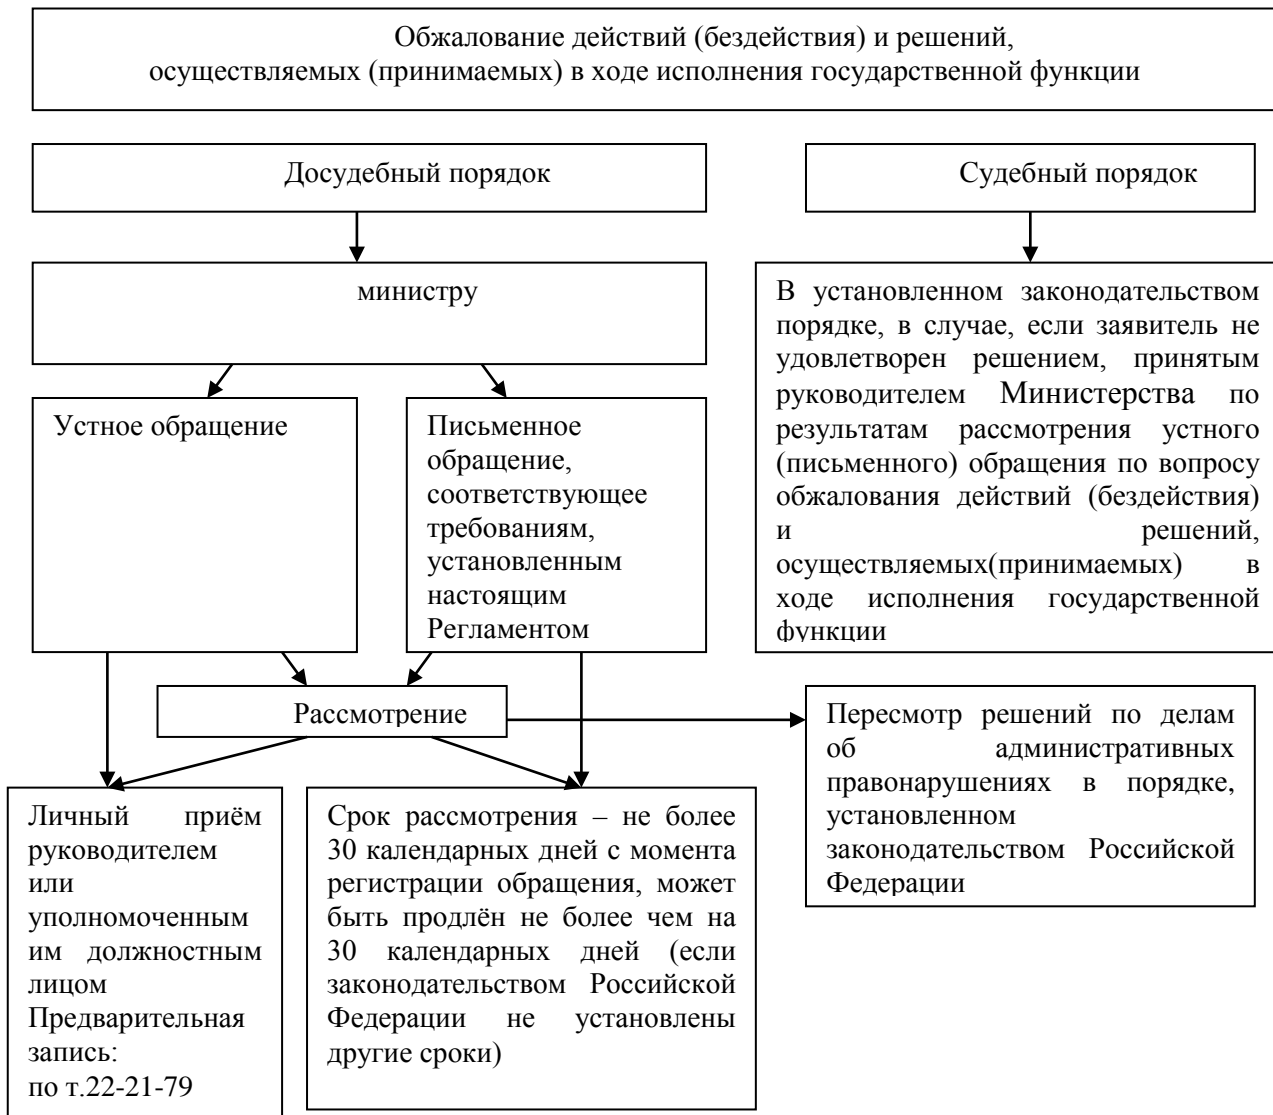 Обжалование действий (бездействия) и решений,
осуществляемых (принимаемых) в ходе исполнения государственной функции
Досудебный порядок
Судебный порядок
министру
В установленном законодательством
порядке, в случае, если заявитель не
удовлетворен решением, принятым
руководителем Министерства по
результатам рассмотрения устного
(письменного) обращения по вопросу
обжалования действий (бездействия)
и решений,
осуществляемых(принимаемых) в
ходе исполнения государственной
функции
Устное обращение
Письменное
обращение,
соответствующее
требованиям,
установленным
настоящим
Регламентом
Рассмотрение
Пересмотр решений по делам
об административных
правонарушениях в порядке,
установленном
законодательством Российской
Федерации
Личный приём
руководителем
или
уполномоченным
им должностным
лицом
Предварительная
запись:
по т.22-21-79
Срок рассмотрения – не более
30 календарных дней с момента
регистрации обращения, может
быть продлён не более чем на
30 календарных дней (если
законодательством Российской
Федерации не установлены
другие сроки)